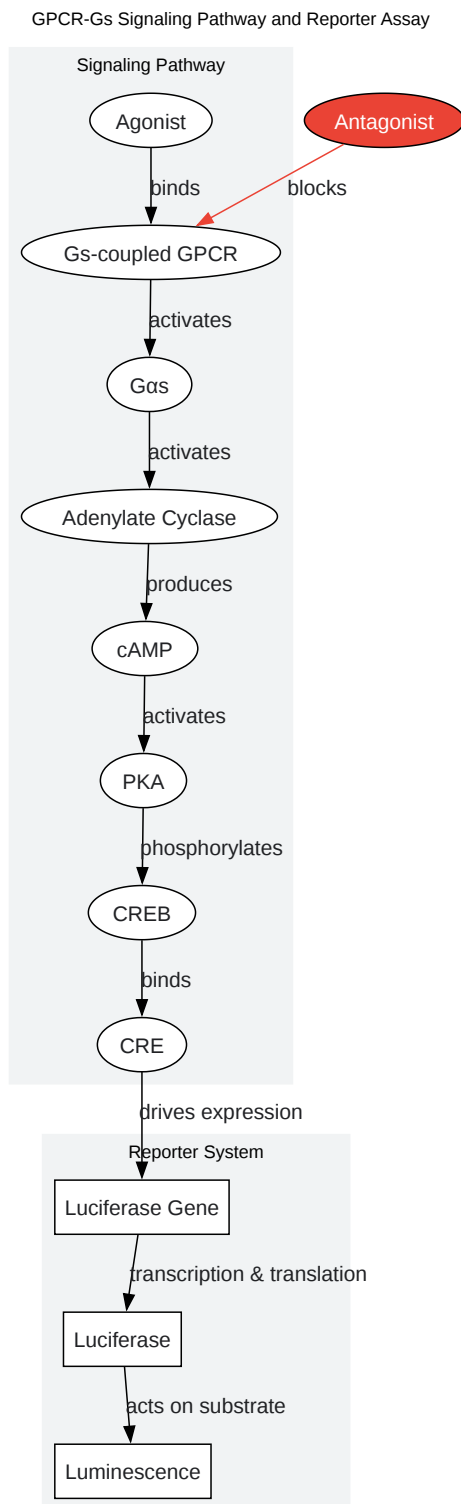 GPCR-Gs Signaling Pathway and Reporter Assay
Signaling Pathway
Agonist
Antagonist
binds
blocks
Gs-coupled GPCR
activates
Gαs
activates
Adenylate Cyclase
produces
cAMP
activates
PKA
phosphorylates
CREB
binds
CRE
drives expression
Reporter System
Luciferase Gene
transcription & translation
Luciferase
acts on substrate
Luminescence